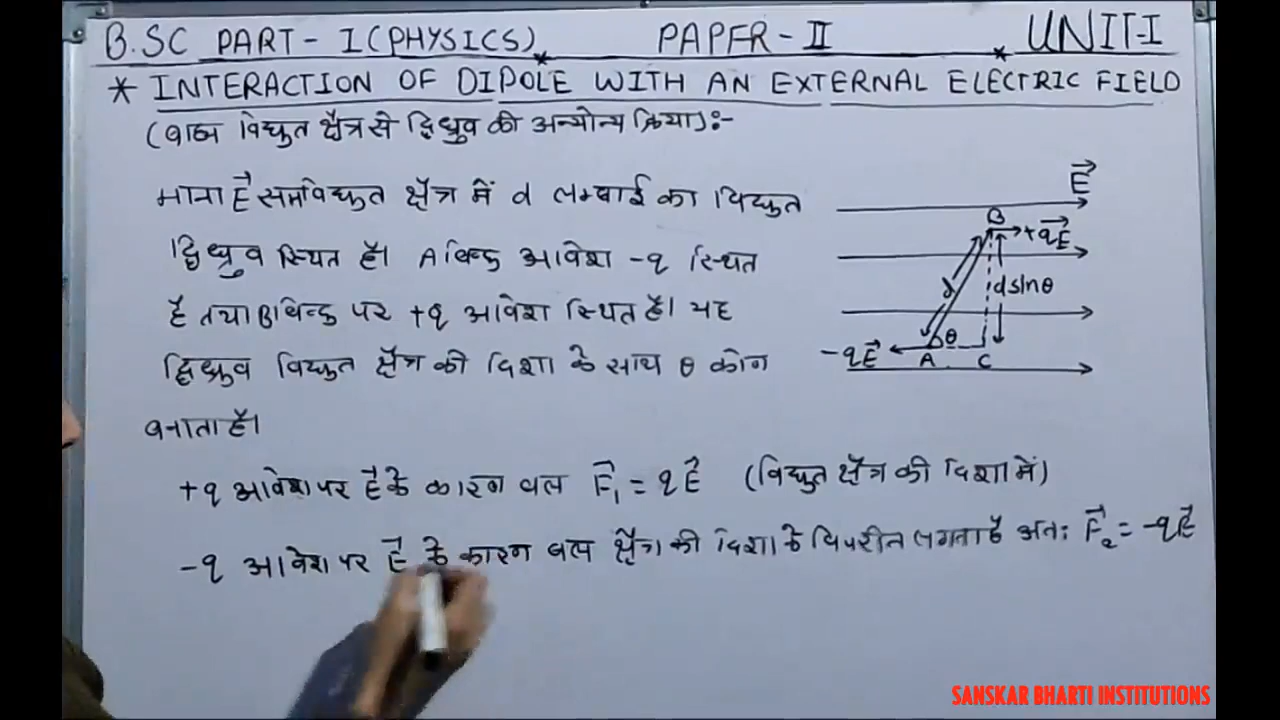 B.SC PART - I (PHYSICS) PAPER - II UNIT-I
* INTERACTION OF DIPOLE WITH AN EXTERNAL ELECTRIC FIELD
(वाह्य विद्युत क्षैत्र से द्विध्रुव की अन्योन्य क्रिया) :-
माना E⃗ समविद्युत क्षैत्र में d लम्बाई का विद्युत
द्विध्रुव स्थित है। A बिन्दु आवेश -q स्थित
है तथा B बिन्दु पर +q आवेश स्थित है। यह
द्विध्रुव विद्युत क्षैत्र की दिशा के साथ θ कोन
बनाता है।
E⃗
B
+qE⃗
d
dsinθ
θ
-qE⃗
A
C
+q आवेश पर E⃗ के कारण बल F⃗₁ = qE⃗ (विद्युत क्षैत्र की दिशा में)
-q आवेश पर E⃗ के कारण बल क्षैत्र की दिशा के विपरीत लगता है अतः F⃗₂ = -qE⃗
SANSKAR BHARTI INSTITUTIONS